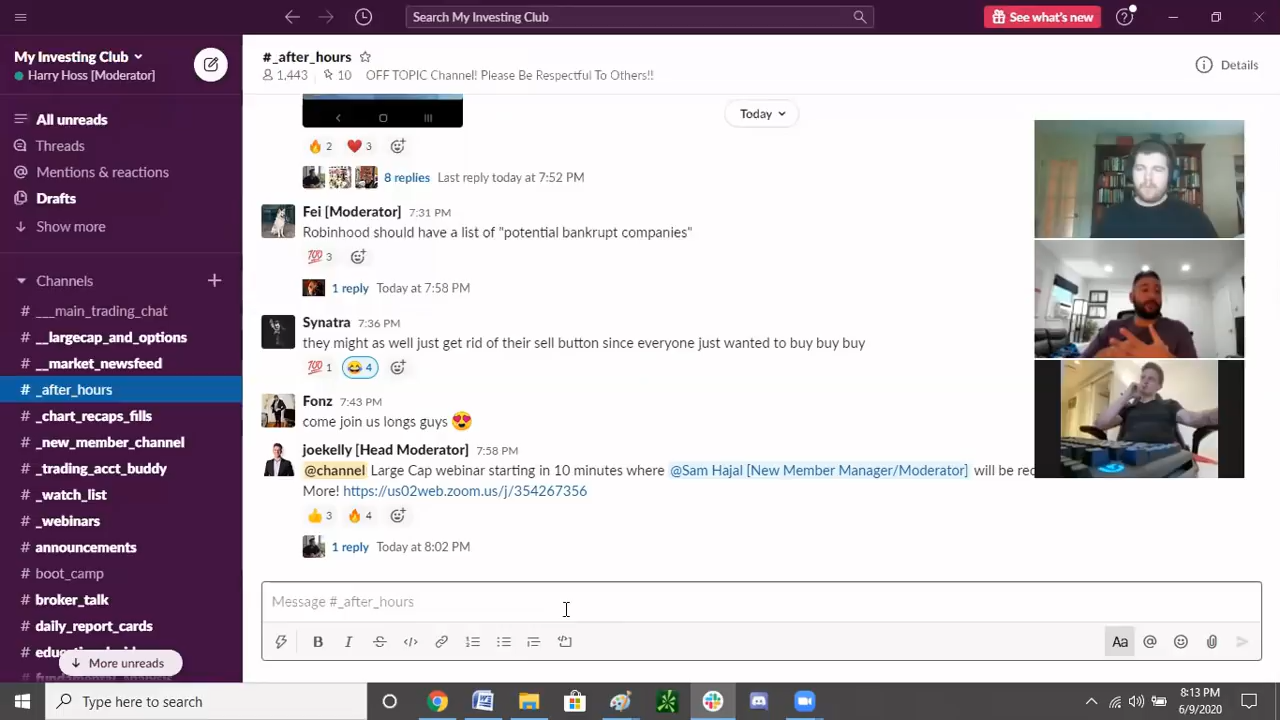 Search My Investing Club
See what's new
My Investing Club
Harry Hoss [Moderator]
All unreads
Threads
Mentions & reactions
Drafts
Show more
Channels
# ___main_trading_chat
# __largecap_and_options
# __market_newsfeed
# _after_hours
# _chart_recaps_fills
# _new_member_channel
# _trading_acct_buddy
# _watch_list
# _webinars
# announcements
# boot_camp
# broker_talk
# daily_report_cards
More unreads
#_after_hours
1,443
10
OFF TOPIC Channel! Please Be Respectful To Others!!
Details
Today
2
3
8 replies Last reply today at 7:52 PM
Fei [Moderator] 7:31 PM
Robinhood should have a list of "potential bankrupt companies"
3
1 reply Today at 7:58 PM
Synatra 7:36 PM
they might as well just get rid of their sell button since everyone just wanted to buy buy buy
1
4
Fonz 7:43 PM
come join us longs guys
joekelly [Head Moderator] 7:58 PM
@channel Large Cap webinar starting in 10 minutes where @Sam Hajal [New Member Manager/Moderator] will be
More! https://us02web.zoom.us/j/354267356
3
4
1 reply Today at 8:02 PM
Message #_after_hours
B I S
Aa @
Type here to search
8:13 PM
6/9/2020